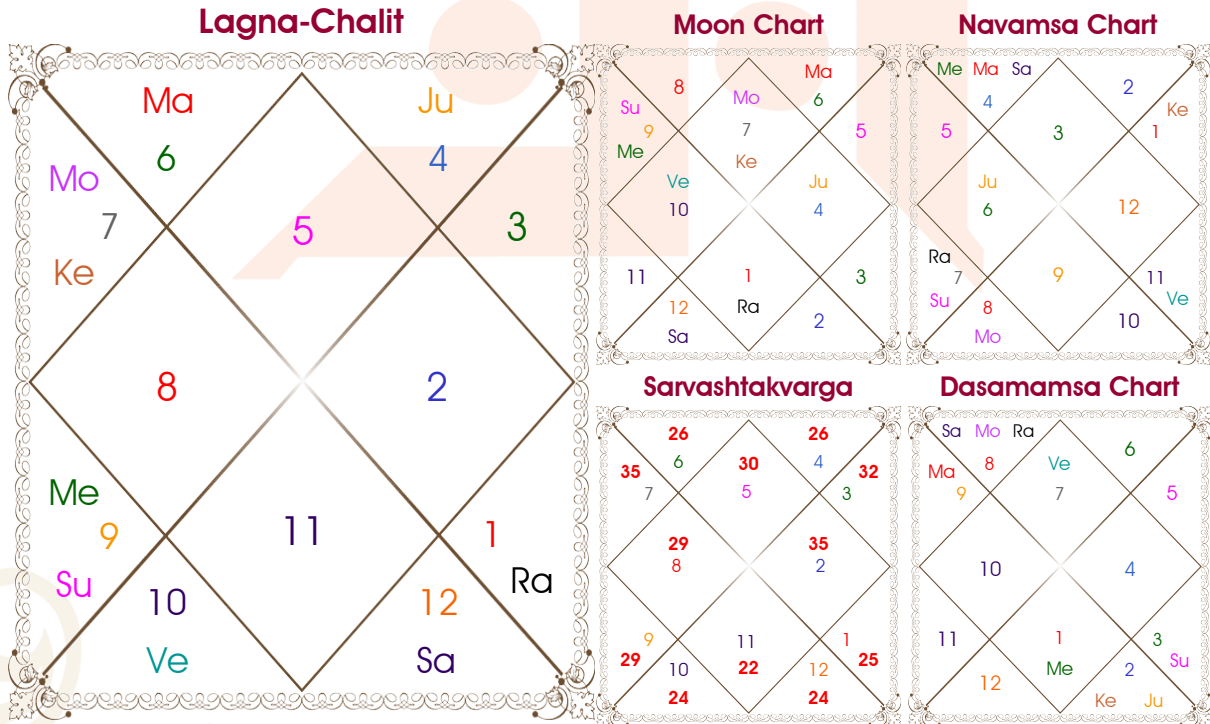 Lagna-Chalit
Ma
Ju
6
4
Mo
7
5
3
Ke
8
2
Me
9
11
1
Su
Ra
10
12
Ve
Sa
Moon Chart
Ma
8
Mo
6
Su
9
7
5
Me
Ke
Ve
Ju
10
4
11
1
3
12
Ra
2
Sa
Navamsa Chart
Me Ma Sa
2
4
Ke
5
3
1
Ju
6
12
Ra
7
9
11
Su
8
Ve
10
Mo
Sarvashtakvarga
26
26
6
30
4
35
32
7
5
3
29
35
8
2
9
11
1
29
10
22
12
25
24
24
Dasamamsa Chart
Sa Mo Ra
6
Ma
8
Ve
9
7
5
10
4
11
1
3
12
Me
2
Su
Ke
Ju